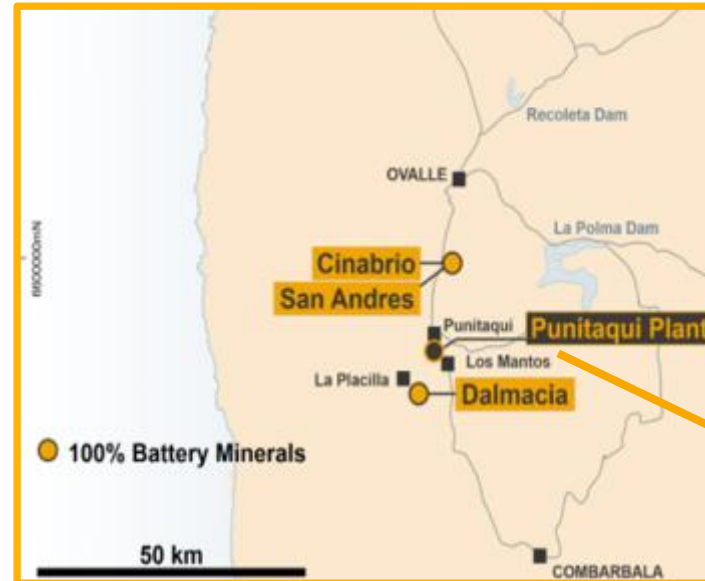 Recoleta Dam
OVALLE
La Polma Dam
Cinabrio
San Andres
Punitaqui
Punitaqui Plant
Los Mantos
La Placilla
Dalmacia
100% Battery Minerals
50 km
COMBARBALA
6600000mN